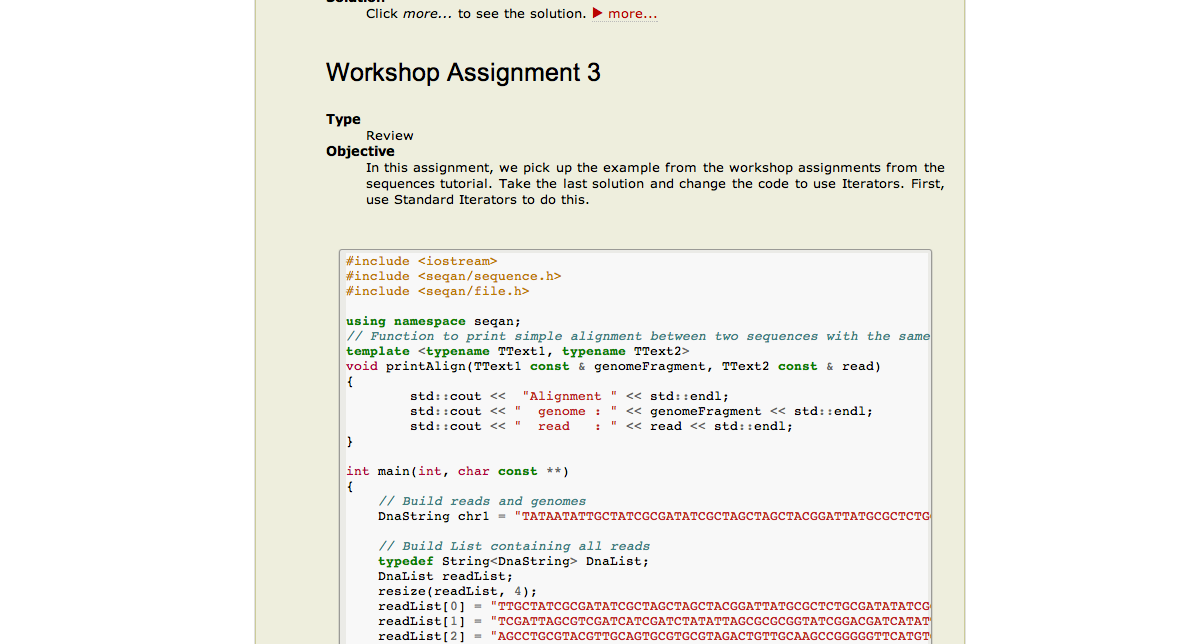 Solution
Click more... to see the solution. ▶ more...
Workshop Assignment 3
Type
Review
Objective
In this assignment, we pick up the example from the workshop assignments from the
sequences tutorial. Take the last solution and change the code to use Iterators. First,
use Standard Iterators to do this.
#include <iostream>
#include <seqan/sequence.h>
#include <seqan/file.h>
using namespace seqan;
// Function to print simple alignment between two sequences with the same
template <typename TText1, typename TText2>
void printAlign(TText1 const & genomeFragment, TText2 const & read)
{
std::cout <<  "Alignment " << std::endl;
std::cout << "  genome : " << genomeFragment << std::endl;
std::cout << "  read   : " << read << std::endl;
}
int main(int, char const **)
{
// Build reads and genomes
DnaString chr1 = "TATAATATTGCTATCGCGATATCGCTAGCTAGCTACGGATTATGCGCTCTG
// Build List containing all reads
typedef String<DnaString> DnaList;
DnaList readList;
resize(readList, 4);
readList[0] = "TTGCTATCGCGATATCGCTAGCTAGCTACGGATTATGCGCTCTGCGATATATCG
readList[1] = "TCGATTAGCGTCGATCATCGATCTATATTAGCGCGCGGTATCGGACGATCATAT
readList[2] = "AGCCTGCGTACGTTGCAGTGCGTGCGTAGACTGTTGCAAGCCGGGGGTTCATGT